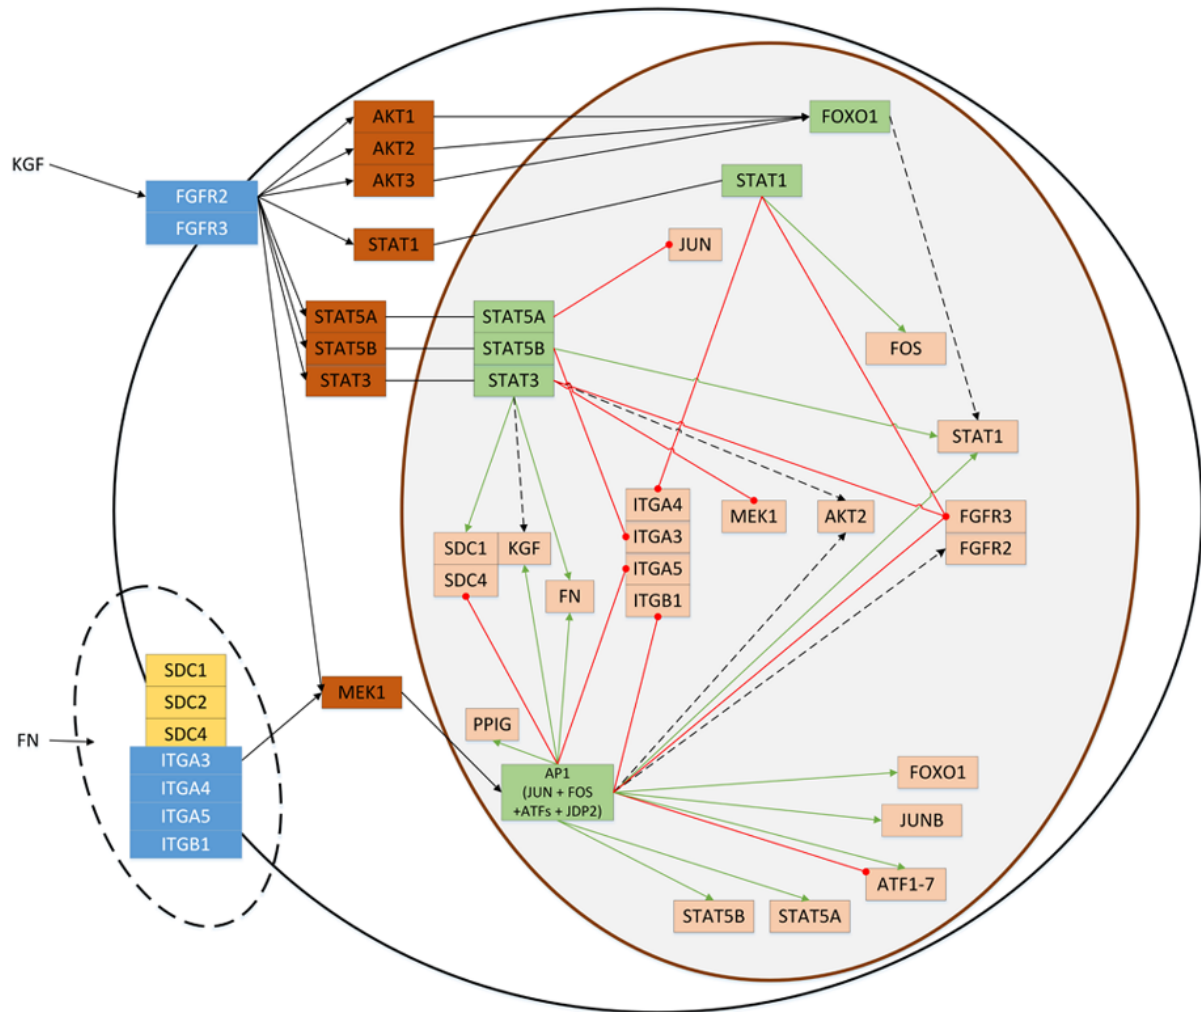 AKT1
FOXO1
AKT2
KGF
AKT3
STAT1
FGFR2
FGFR3
STAT1
JUN
STAT5A
STAT5A
STAT5B
STAT5B
FOS
STAT3
STAT3
STAT1
ITGA4
MEK1
AKT2
FGFR3
SDC1
KGF
ITGA3
FGFR2
SDC4
ITGA5
FN
ITGB1
SDC1
MEK1
SDC2
PPIG
SDC4
FN
ITGA3
AP1
(JUN + FOS
+ATFs + JDP2)
FOXO1
ITGA4
ITGA5
JUNB
ITGB1
ATF1-7
STAT5B
STAT5A